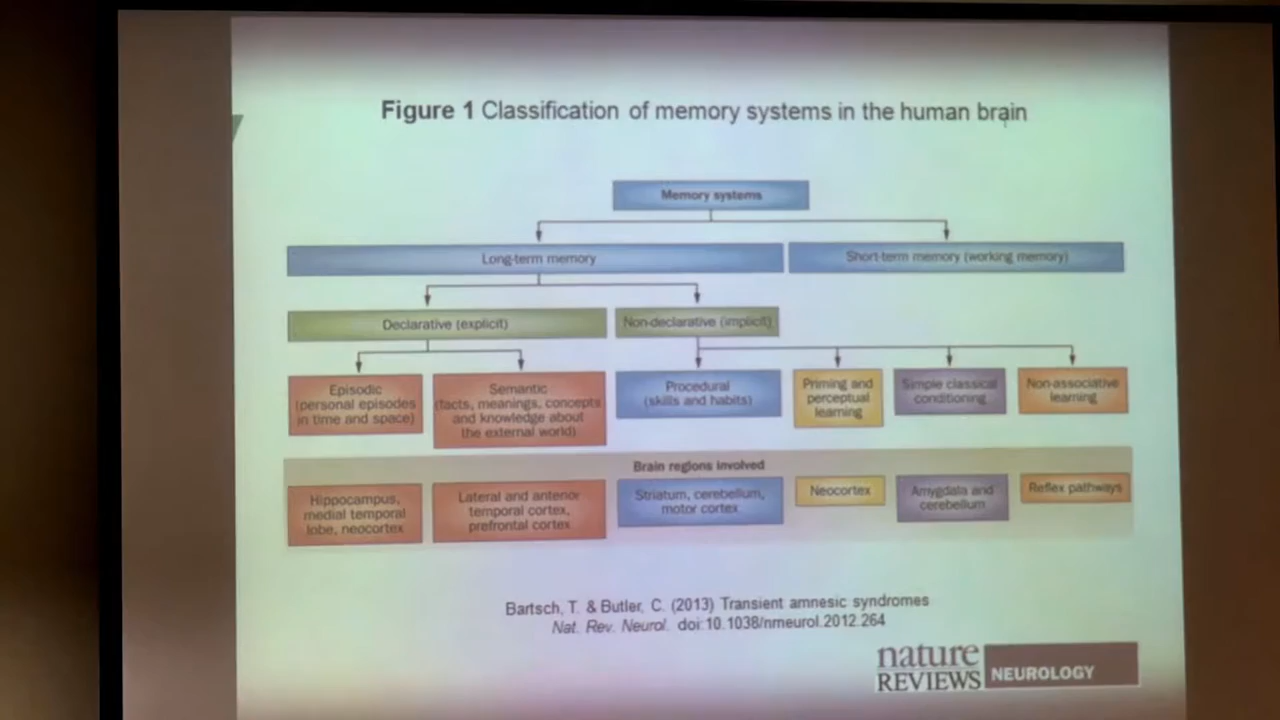 Figure 1 Classification of memory systems in the human brain
Memory systems
Long-term memory
Short-term memory (working memory)
Declarative (explicit)
Non-declarative (implicit)
Episodic
(personal episodes
in time and space)
Semantic
(facts, meanings, concepts
and knowledge about
the external world)
Procedural
(skills and habits)
Priming and
perceptual
learning
Simple classical
conditioning
Non-associative
learning
Brain regions involved
Hippocampus,
medial temporal
lobe, neocortex
Lateral and anterior
temporal cortex,
prefrontal cortex
Striatum, cerebellum,
motor cortex
Neocortex
Amygdala and
cerebellum
Reflex pathways
Bartsch, T. & Butler, C. (2013) Transient amnesic syndromes
Nat. Rev. Neurol. doi:10.1038/nrneurol.2012.264
nature
REVIEWS NEUROLOGY